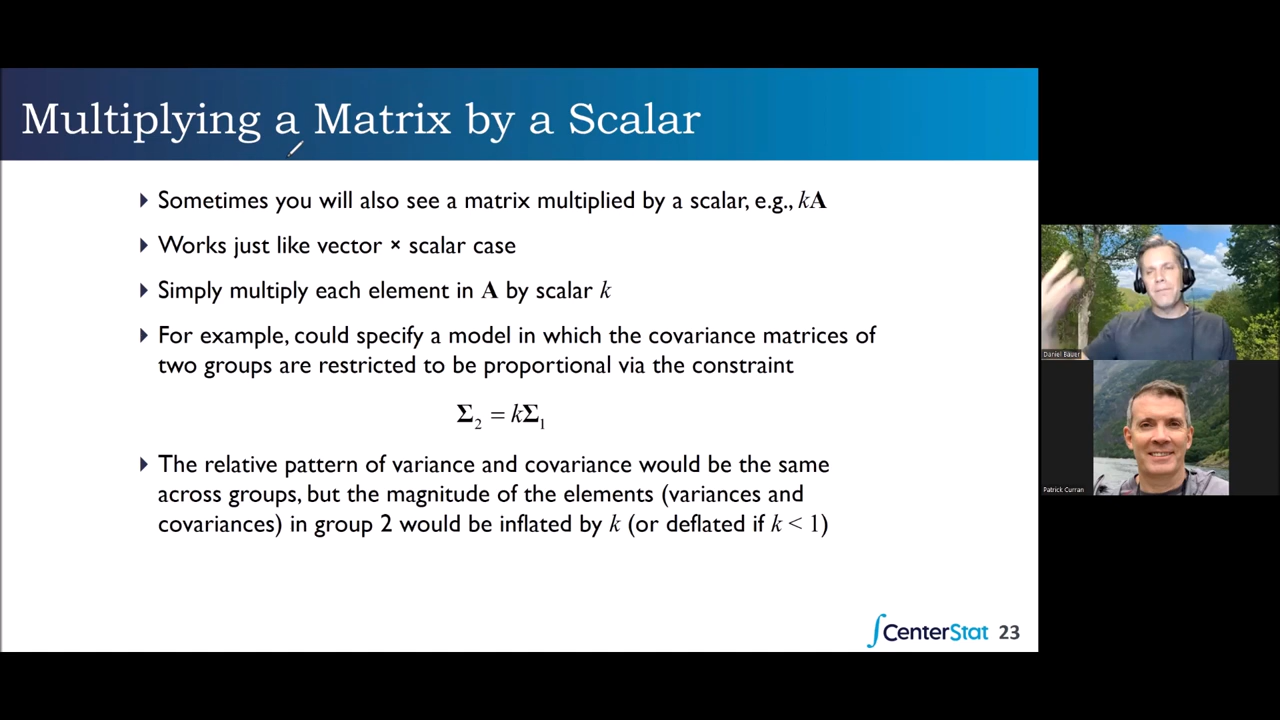 Multiplying a Matrix by a Scalar
Sometimes you will also see a matrix multiplied by a scalar, e.g., kA
Works just like vector × scalar case
Simply multiply each element in A by scalar k
For example, could specify a model in which the covariance matrices of
two groups are restricted to be proportional via the constraint
Σ₂ = kΣ₁
The relative pattern of variance and covariance would be the same
across groups, but the magnitude of the elements (variances and
covariances) in group 2 would be inflated by k (or deflated if k < 1)
∫CenterStat 23
Daniel Bauer
Patrick Curran